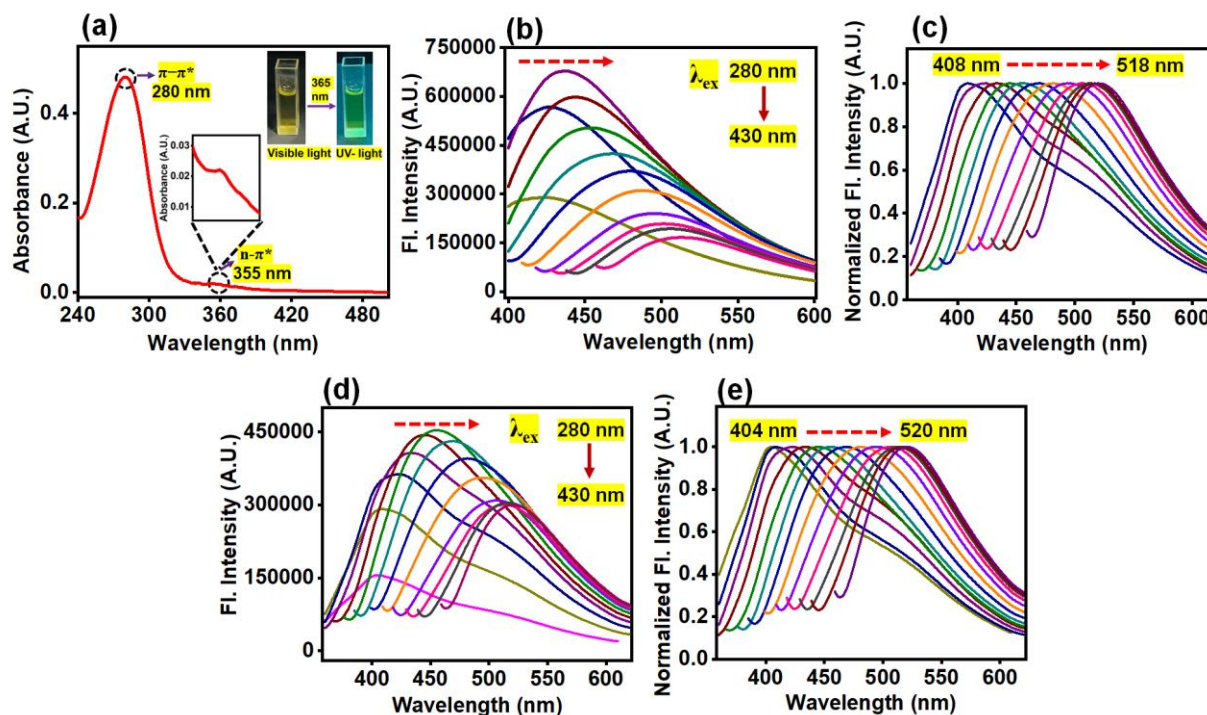 (a)
Absorbance (A.U.)
0.4
0.2
0.0
240
300
360
420
480
Wavelength (nm)
π−π*
280 nm
365
nm
Visible light
UV- light
Absorbance (A.U.)
0.03
0.02
0.01
n-π*
355 nm
(b)
Fl. Intensity (A.U.)
750000
600000
450000
300000
150000
0
400
450
500
550
600
Wavelength (nm)
λex
280 nm
430 nm
(c)
Normalized Fl. Intensity (A.U.)
1.0
0.8
0.6
0.4
0.2
0.0
400
450
500
550
600
Wavelength (nm)
408 nm
518 nm
(d)
Fl. Intensity (A.U.)
450000
300000
150000
0
400
450
500
550
600
Wavelength (nm)
λex
280 nm
430 nm
(e)
Normalized Fl. Intensity (A.U.)
1.0
0.8
0.6
0.4
0.2
0.0
400
450
500
550
600
Wavelength (nm)
404 nm
520 nm